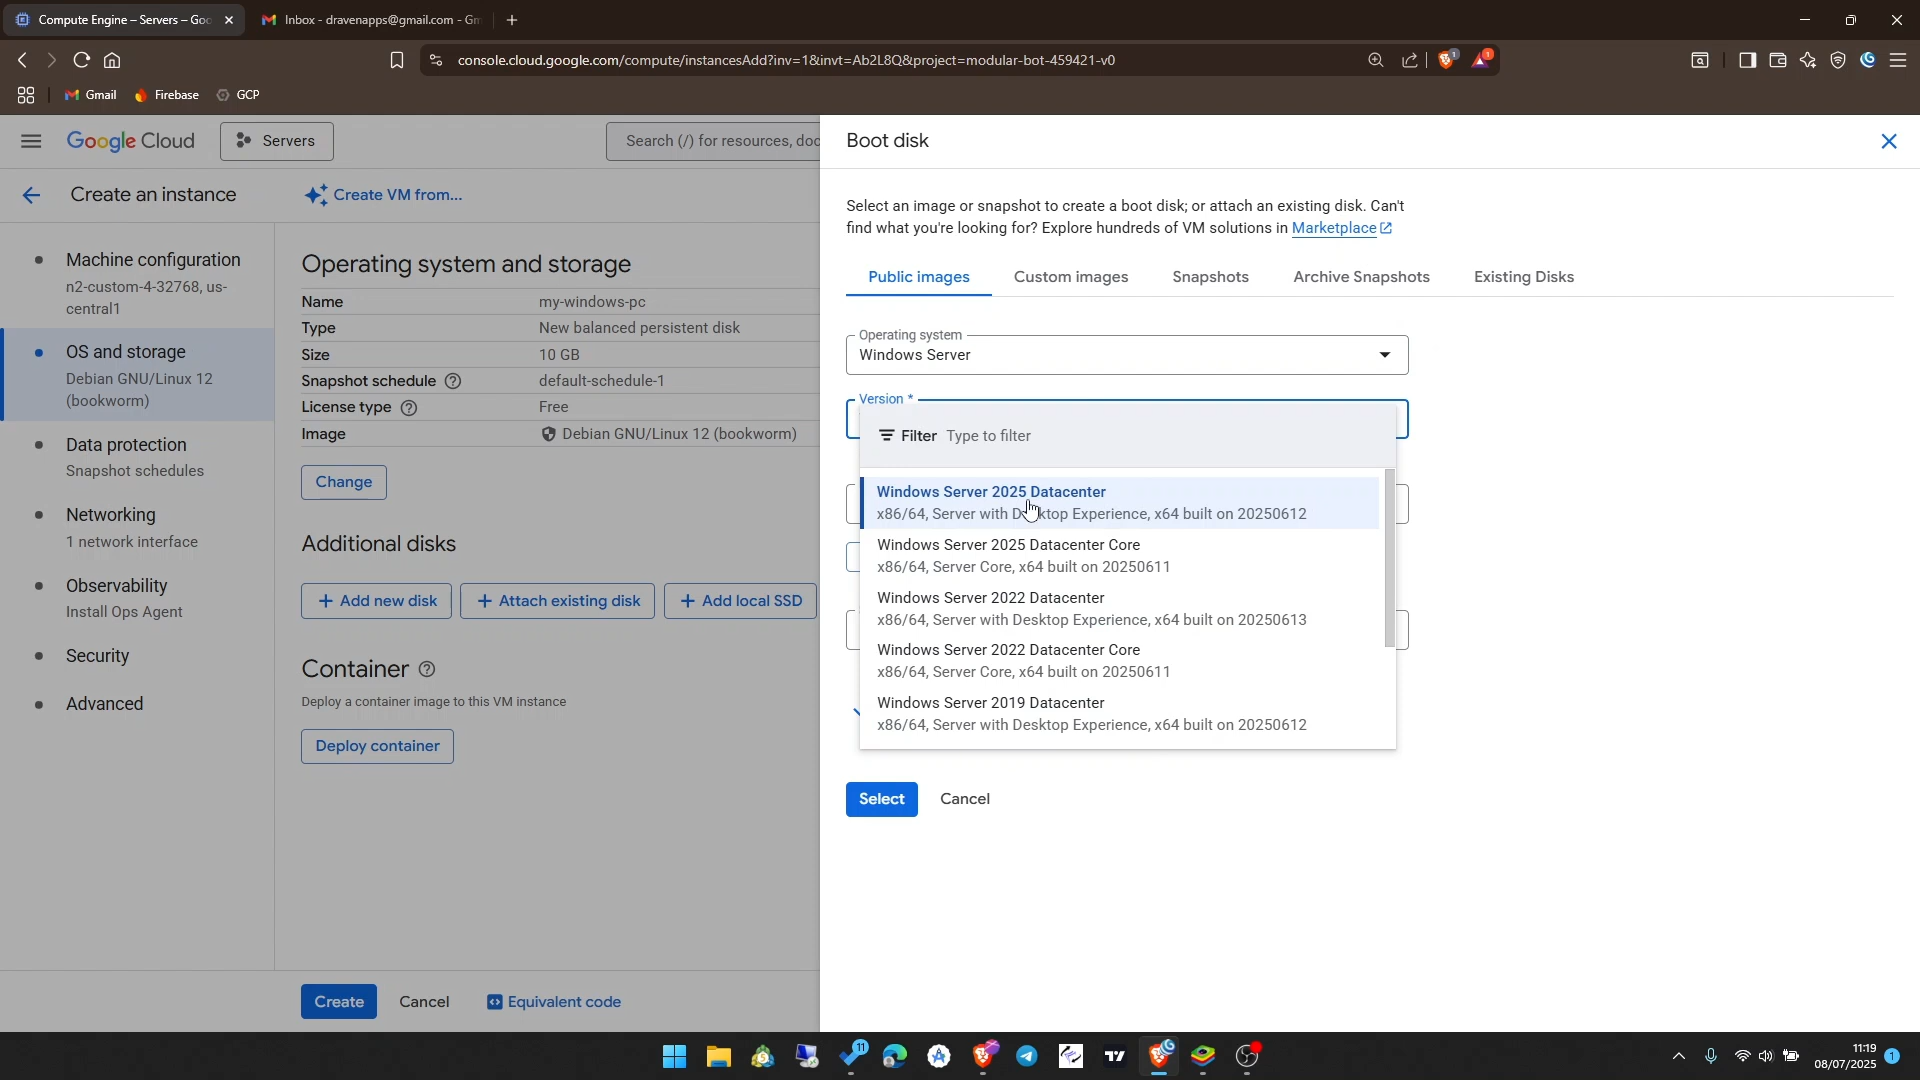 Compute Engine – Servers – Goo
Inbox - dravenapps@gmail.com - Gm
console.cloud.google.com/compute/instancesAdd?inv=1&invt=Ab2L8Q&project=modular-bot-459421-v0
1
1
Gmail
Firebase
GCP
Google Cloud
Servers
Search (/) for resources, doc
Create an instance
Create VM from...
Machine configuration
n2-custom-4-32768, us-
central1
OS and storage
Debian GNU/Linux 12
(bookworm)
Data protection
Snapshot schedules
Networking
1 network interface
Observability
Install Ops Agent
Security
Advanced
Operating system and storage
Name my-windows-pc
Type New balanced persistent disk
Size 10 GB
Snapshot schedule default-schedule-1
License type Free
Image Debian GNU/Linux 12 (bookworm)
Change
Additional disks
Add new disk
Attach existing disk
Add local SSD
Container
Deploy a container image to this VM instance
Deploy container
Create
Cancel
Equivalent code
Boot disk
Select an image or snapshot to create a boot disk; or attach an existing disk. Can't
find what you're looking for? Explore hundreds of VM solutions in Marketplace
Public images
Custom images
Snapshots
Archive Snapshots
Existing Disks
Operating system
Windows Server
Version *
Filter Type to filter
Windows Server 2025 Datacenter
x86/64, Server with Desktop Experience, x64 built on 20250612
Windows Server 2025 Datacenter Core
x86/64, Server Core, x64 built on 20250611
Windows Server 2022 Datacenter
x86/64, Server with Desktop Experience, x64 built on 20250613
Windows Server 2022 Datacenter Core
x86/64, Server Core, x64 built on 20250611
Windows Server 2019 Datacenter
x86/64, Server with Desktop Experience, x64 built on 20250612
Select
Cancel
11
11:19
08/07/2025
1